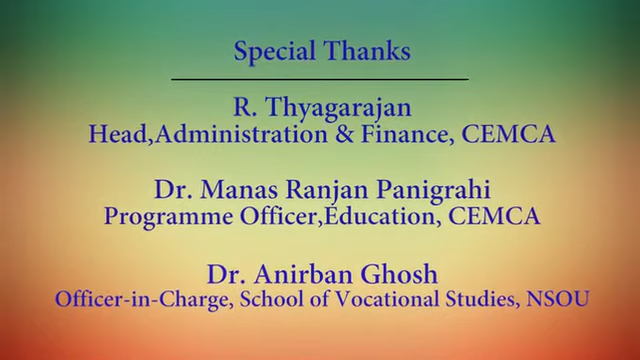 Special Thanks
R. Thyagarajan
Head,Administration & Finance, CEMCA
Dr. Manas Ranjan Panigrahi
Programme Officer,Education, CEMCA
Dr. Anirban Ghosh
Officer-in-Charge, School of Vocational Studies, NSOU